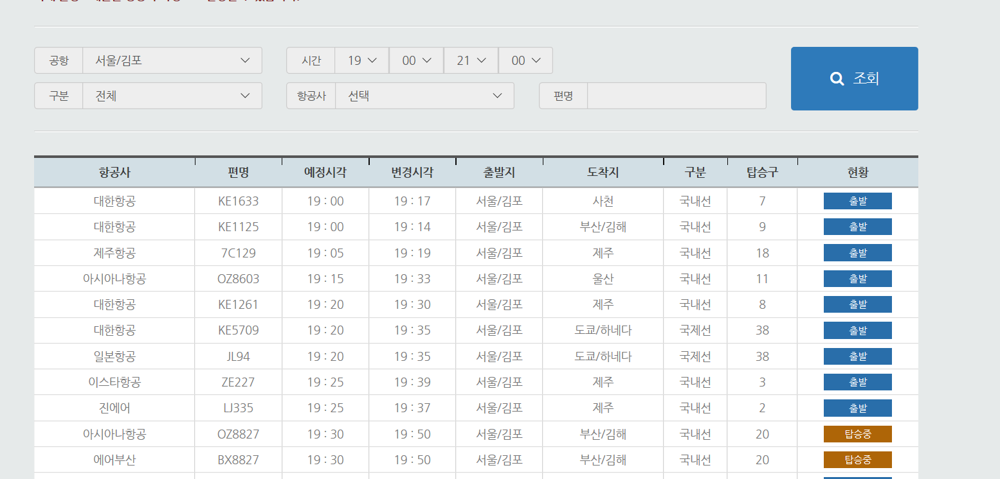 공항 서울/김포 시간 19 00 21 00
조회
구분 전체 항공사 선택 편명
항공사 편명 예정시각 변경시각 출발지 도착지 구분 탑승구 현황
대한항공 KE1633 19 : 00 19 : 17 서울/김포 사천 국내선 7 출발
대한항공 KE1125 19 : 00 19 : 14 서울/김포 부산/김해 국내선 9 출발
제주항공 7C129 19 : 05 19 : 19 서울/김포 제주 국내선 18 출발
아시아나항공 OZ8603 19 : 15 19 : 33 서울/김포 울산 국내선 11 출발
대한항공 KE1261 19 : 20 19 : 30 서울/김포 제주 국내선 8 출발
대한항공 KE5709 19 : 20 19 : 35 서울/김포 도쿄/하네다 국제선 38 출발
일본항공 JL94 19 : 20 19 : 35 서울/김포 도쿄/하네다 국제선 38 출발
이스타항공 ZE227 19 : 25 19 : 39 서울/김포 제주 국내선 3 출발
진에어 LJ335 19 : 25 19 : 37 서울/김포 제주 국내선 2 출발
아시아나항공 OZ8827 19 : 30 19 : 50 서울/김포 부산/김해 국내선 20 탑승중
에어부산 BX8827 19 : 30 19 : 50 서울/김포 부산/김해 국내선 20 탑승중